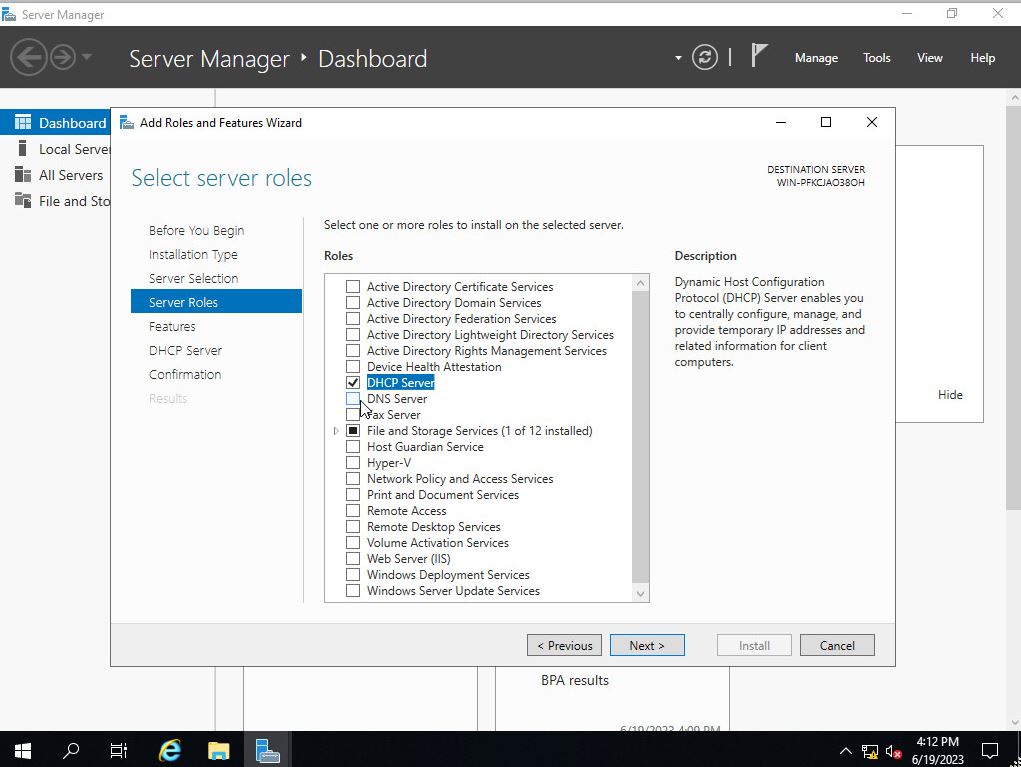 Server Manager
Server Manager ‣ Dashboard
Manage
Tools
View
Help
Dashboard
Local Server
All Servers
File and Sto
Add Roles and Features Wizard
Select server roles
DESTINATION SERVER
WIN-PFKCJAO38OH
Before You Begin
Installation Type
Server Selection
Server Roles
Features
DHCP Server
Confirmation
Results
Select one or more roles to install on the selected server.
Roles
Active Directory Certificate Services
Active Directory Domain Services
Active Directory Federation Services
Active Directory Lightweight Directory Services
Active Directory Rights Management Services
Device Health Attestation
DHCP Server
DNS Server
Fax Server
File and Storage Services (1 of 12 installed)
Host Guardian Service
Hyper-V
Network Policy and Access Services
Print and Document Services
Remote Access
Remote Desktop Services
Volume Activation Services
Web Server (IIS)
Windows Deployment Services
Windows Server Update Services
Description
Dynamic Host Configuration
Protocol (DHCP) Server enables you
to centrally configure, manage, and
provide temporary IP addresses and
related information for client
computers.
Hide
< Previous
Next >
Install
Cancel
BPA results
6/19/2023 4:09 PM
4:12 PM
6/19/2023